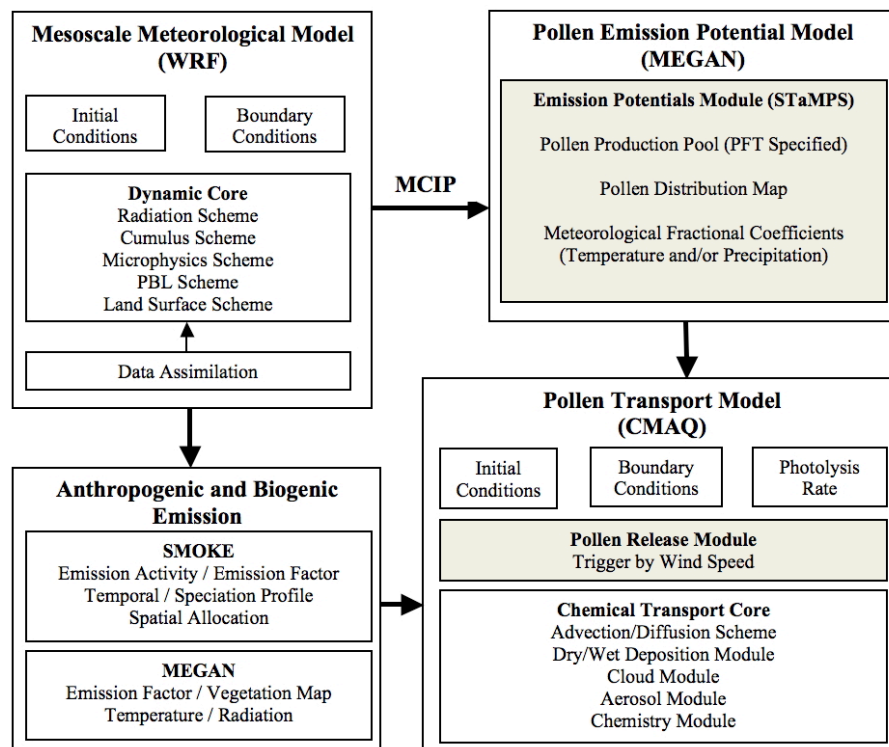 Mesoscale Meteorological Model
(WRF)
Initial
Conditions
Boundary
Conditions
Dynamic Core
Radiation Scheme
Cumulus Scheme
Microphysics Scheme
PBL Scheme
Land Surface Scheme
Data Assimilation
MCIP
Pollen Emission Potential Model
(MEGAN)
Emission Potentials Module (STaMPS)
Pollen Production Pool (PFT Specified)
Pollen Distribution Map
Meteorological Fractional Coefficients
(Temperature and/or Precipitation)
Anthropogenic and Biogenic
Emission
SMOKE
Emission Activity / Emission Factor
Temporal / Speciation Profile
Spatial Allocation
MEGAN
Emission Factor / Vegetation Map
Temperature / Radiation
Pollen Transport Model
(CMAQ)
Initial
Conditions
Boundary
Conditions
Photolysis
Rate
Pollen Release Module
Trigger by Wind Speed
Chemical Transport Core
Advection/Diffusion Scheme
Dry/Wet Deposition Module
Cloud Module
Aerosol Module
Chemistry Module